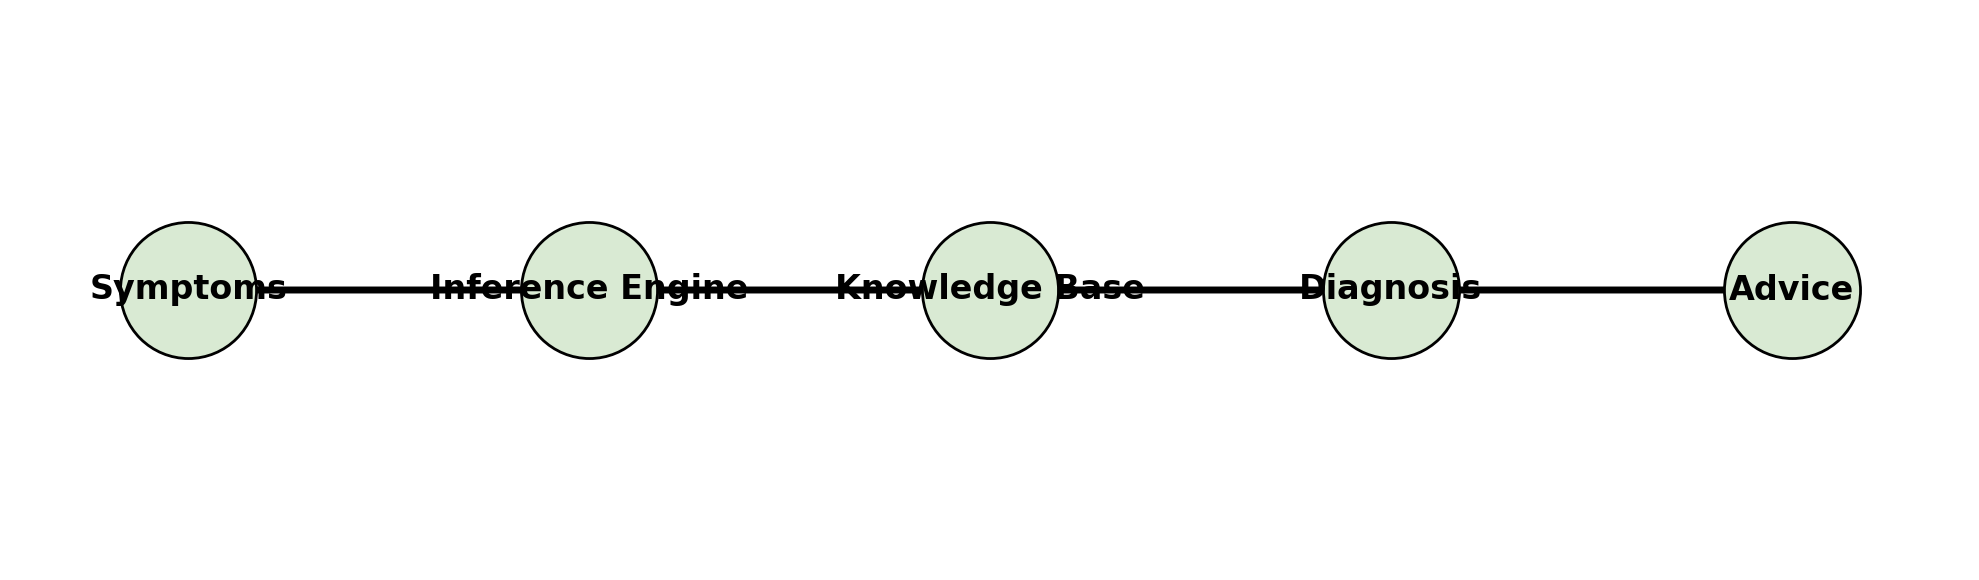 Symptoms
Inference Engine
Knowledge Base
Diagnosis
Advice